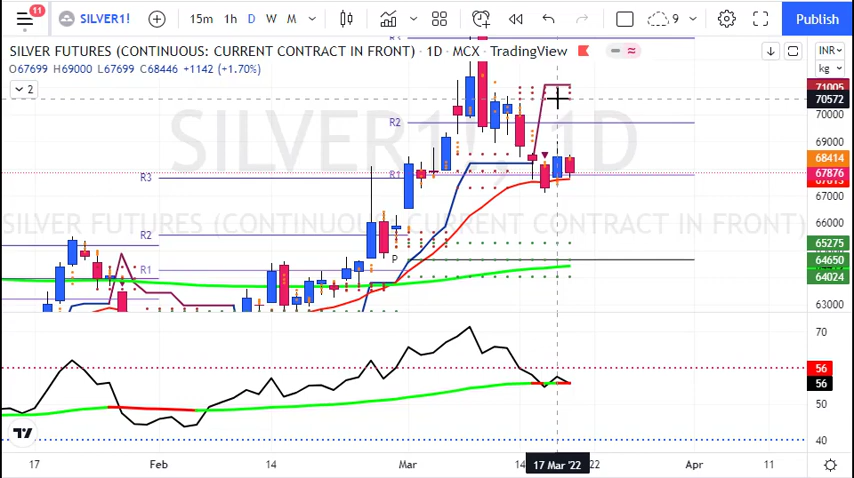 11
SILVER1!
15m 1h D W M
9
Publish
SILVER FUTURES (CONTINUOUS: CURRENT CONTRACT IN FRONT) · 1D · MCX · TradingView
O67699 H69000 L67699 C68446 +1142 (+1.70%)
2
INR
kg
SILVER1!, 1D
SILVER FUTURES (CONTINUOUS: CURRENT CONTRACT IN FRONT)
71005
70572
70000
69000
68414
67876
67000
66000
65275
64650
64024
63000
R2
R1
R3
R2
R1
P
70
56
56
50
40
17 Feb 14 Mar 14 17 Mar '22 22 Apr 11